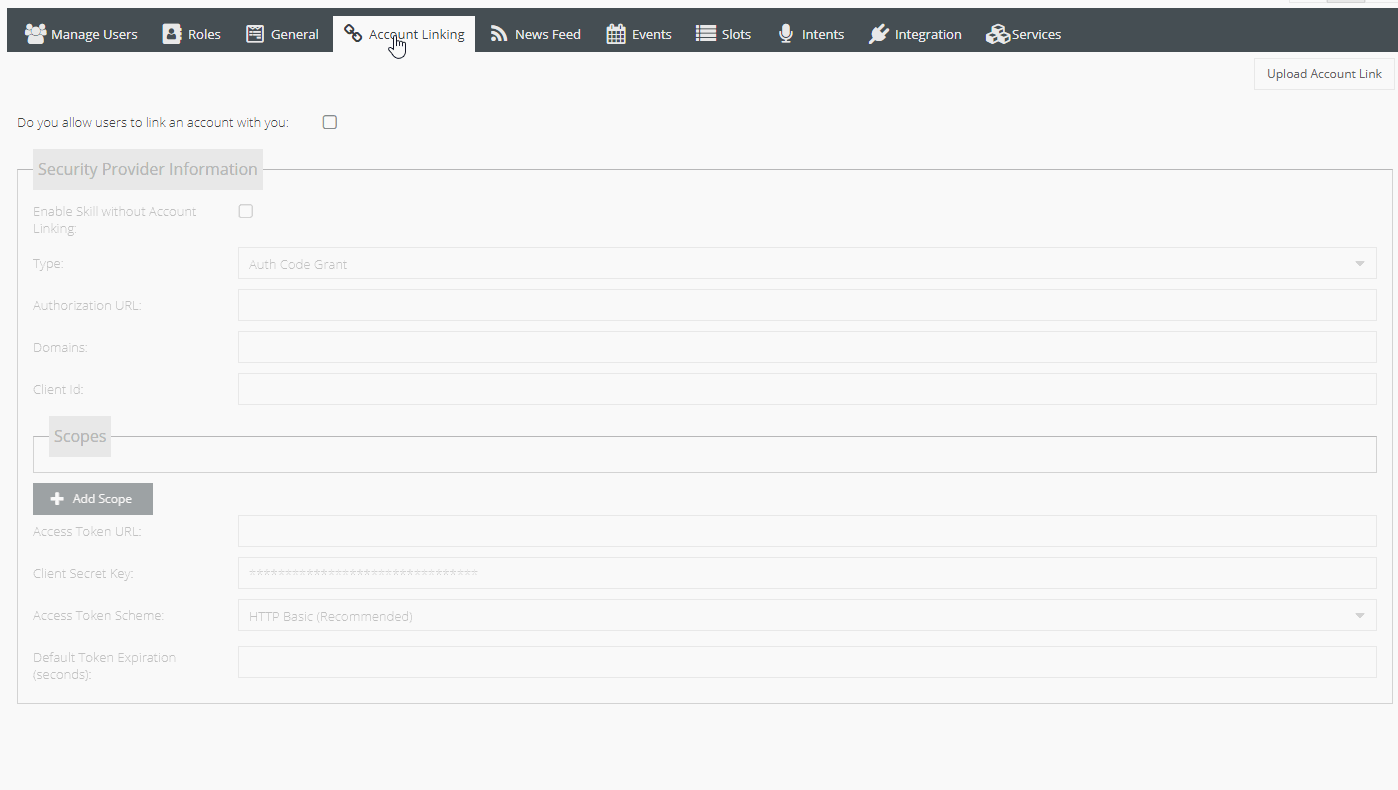 Manage Users Roles General Account Linking News Feed Events Slots Intents Integration Services
Upload Account Link
Do you allow users to link an account with you:
Security Provider Information
Enable Skill without Account
Linking:
Type: Auth Code Grant
Authorization URL:
Domains:
Client Id:
Scopes
Add Scope
Access Token URL:
Client Secret Key: ********************************
Access Token Scheme: HTTP Basic (Recommended)
Default Token Expiration
(seconds):